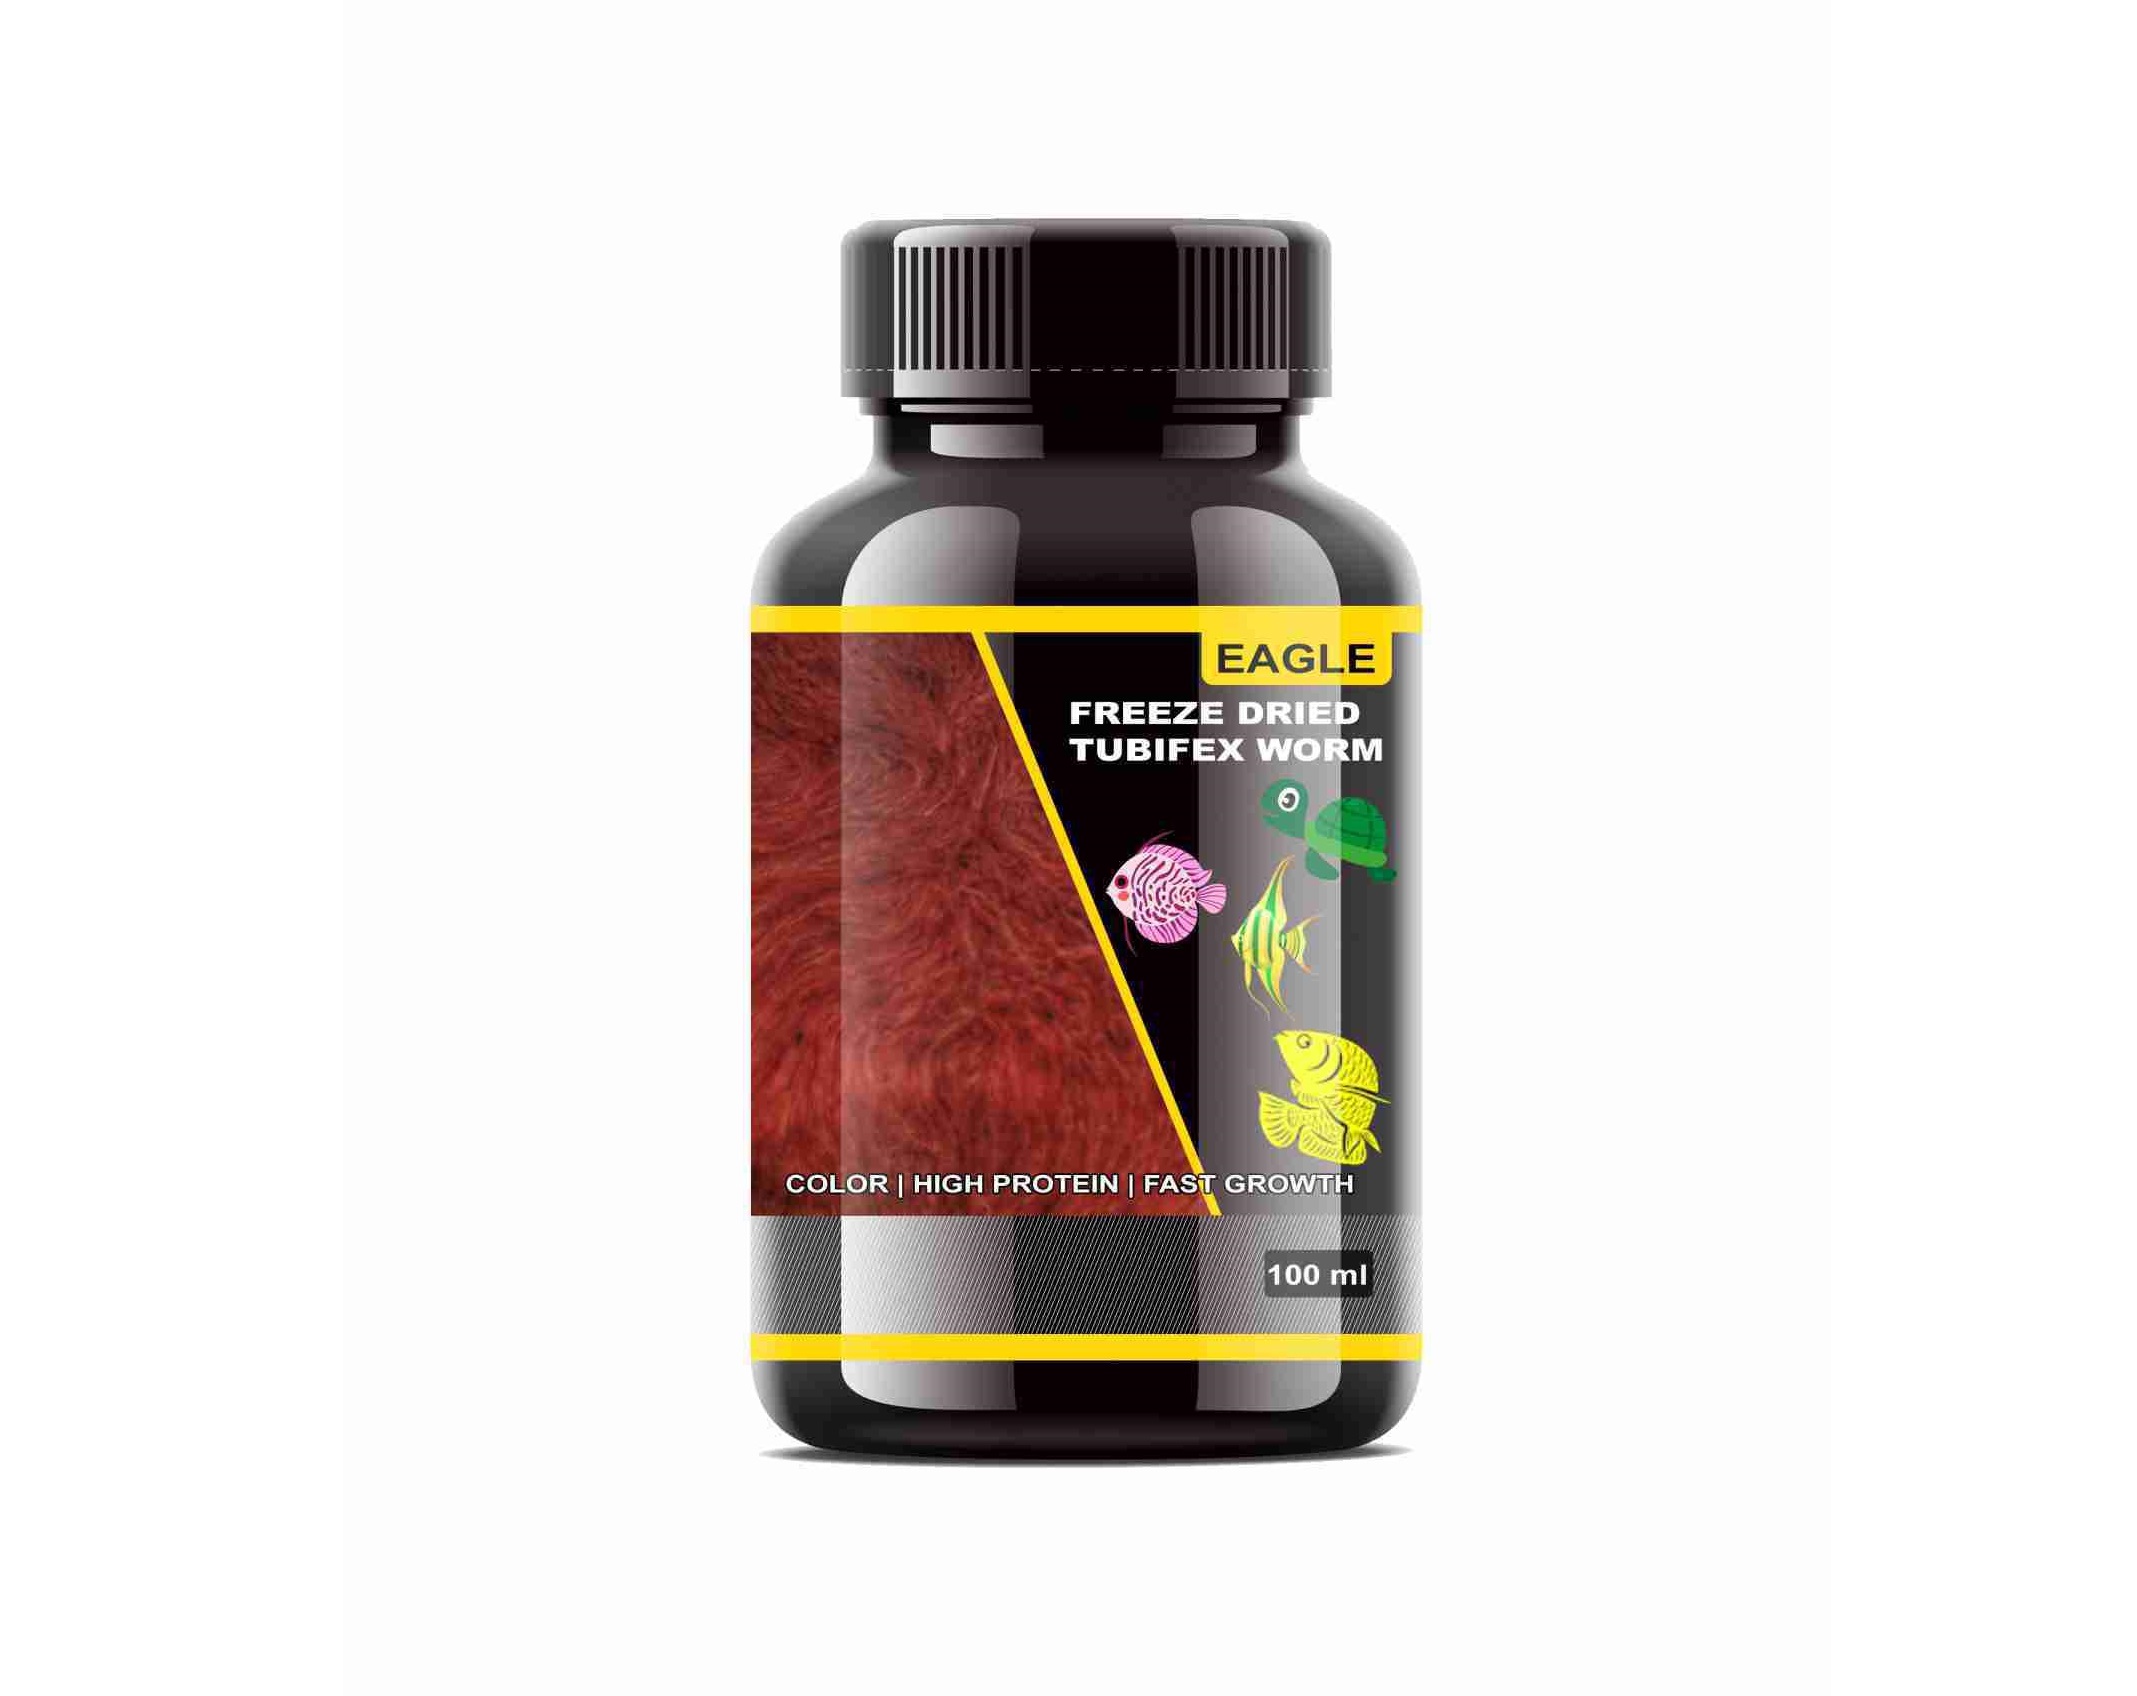 EAGLE
FREEZE DRIED
TUBIFEX WORM
COLOR | HIGH PROTEIN | FAST GROWTH
100 ml